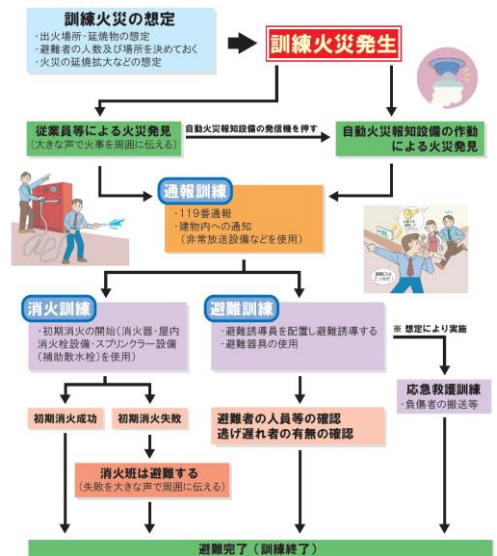 訓練火災の想定
・出火場所・延焼物の想定
・避難者の人数及び場所を決めておく
・火災の延焼拡大などの想定
訓練火災発生
従業員等による火災発見
(大きな声で火事を周囲に伝える)
自動火災報知設備の発信機を押す
自動火災報知設備の作動
による火災発見
通報訓練
・119番通報
・建物内への通知
(非常放送設備などを使用)
消火訓練
・初期消火の開始(消火器・屋内
消火栓設備・スプリンクラー設備
(補助散水栓)を使用)
避難訓練
・避難誘導員を配置し避難誘導する
・避難器具の使用
※ 想定により実施
応急救護訓練
・負傷者の搬送等
初期消火成功
初期消火失敗
避難者の人員等の確認
逃げ遅れ者の有無の確認
消火班は避難する
(失敗を大きな声で周囲に伝える)
避難完了(訓練終了)